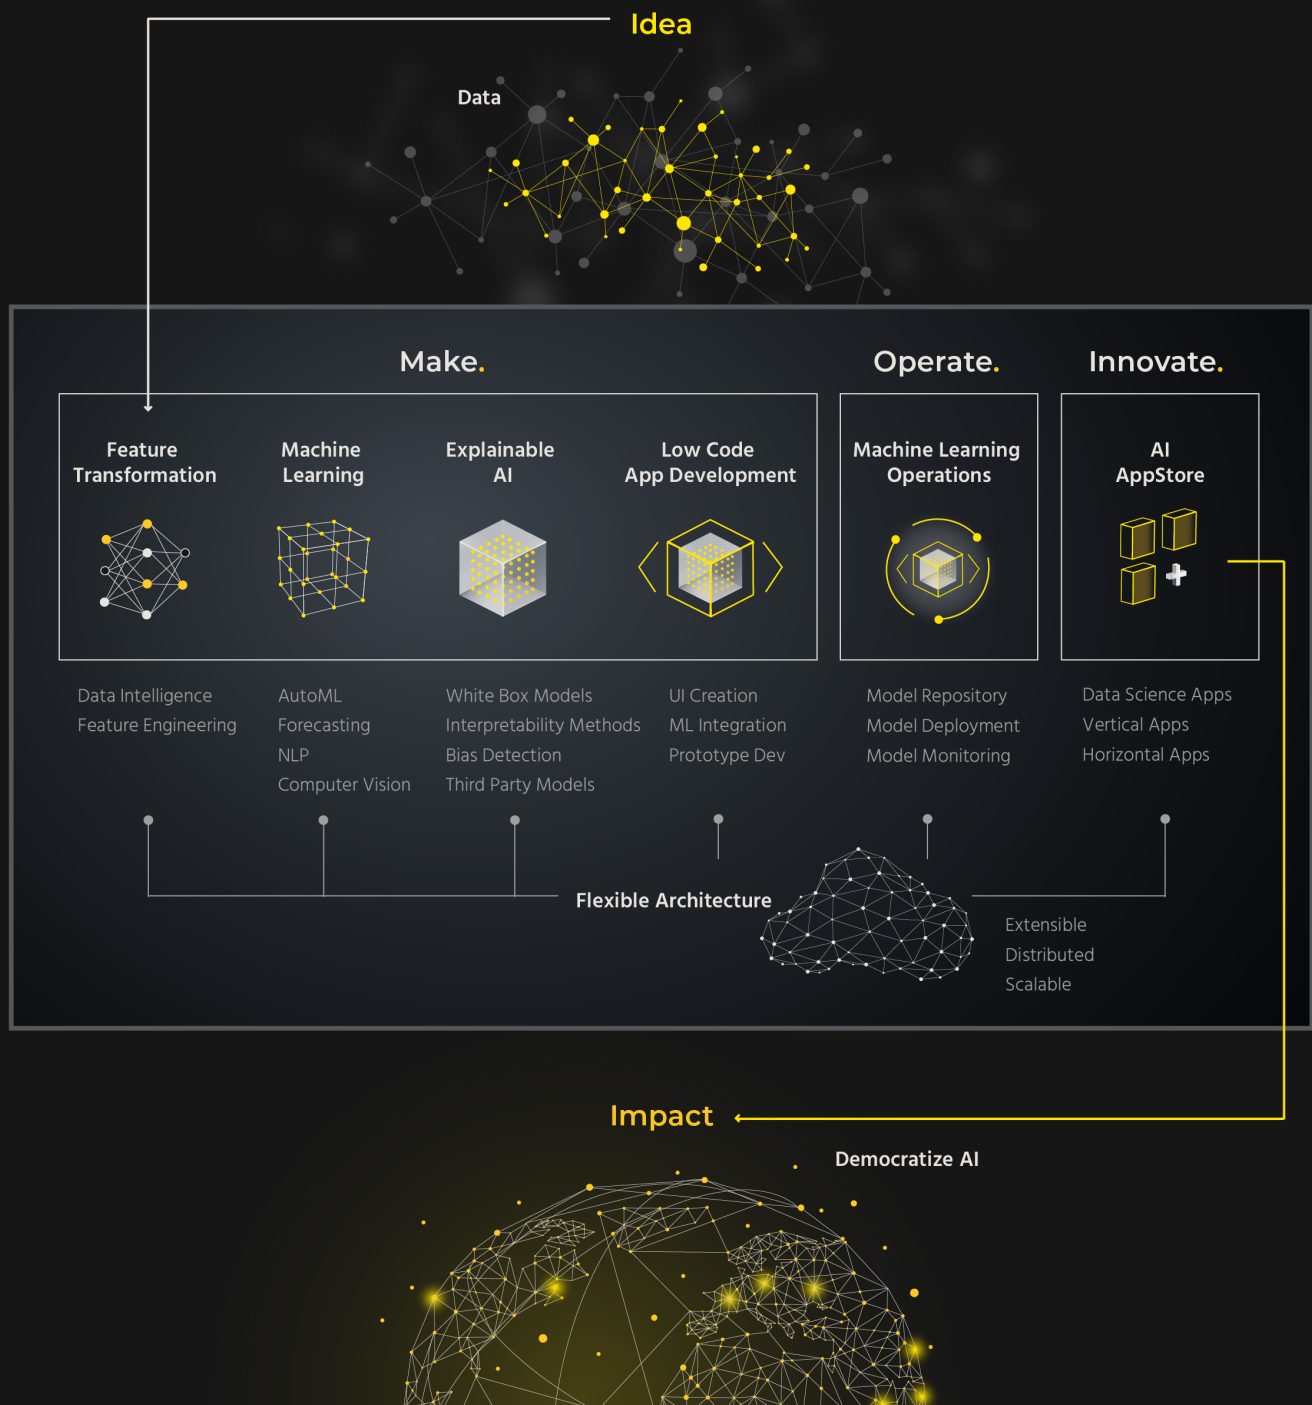 Idea
Data
Make.
Operate.
Innovate.
Feature
Transformation
Machine
Learning
Explainable
AI
Low Code
App Development
Machine Learning
Operations
AI
AppStore
Data Intelligence
Feature Engineering
AutoML
Forecasting
NLP
Computer Vision
White Box Models
Interpretability Methods
Bias Detection
Third Party Models
UI Creation
ML Integration
Prototype Dev
Model Repository
Model Deployment
Model Monitoring
Data Science Apps
Vertical Apps
Horizontal Apps
Flexible Architecture
Extensible
Distributed
Scalable
Impact
Democratize AI